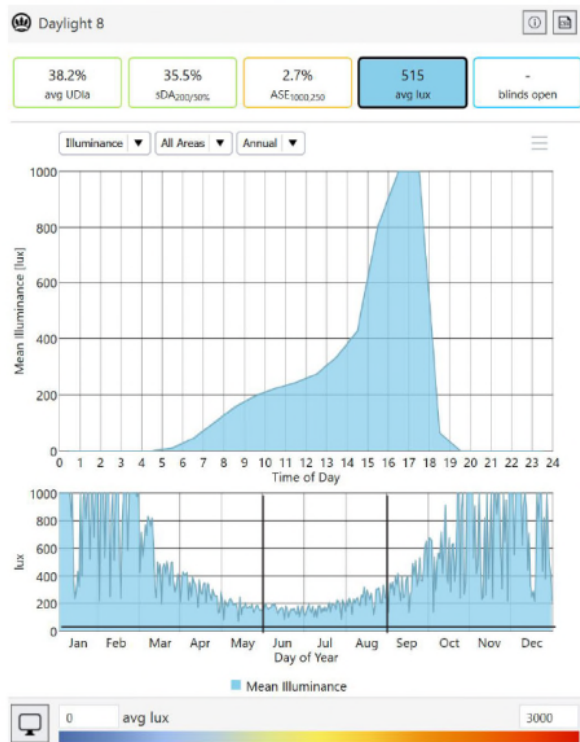 Daylight 8
38.2% 35.5% 2.7% 515 -
avg UDIa sDA200/50% ASE1000,250 avg lux blinds open
Illuminance ▼ All Areas ▼ Annual ▼
1000
800
600
400
200
0
Mean Illuminance [lux]
0 1 2 3 4 5 6 7 8 9 10 11 12 13 14 15 16 17 18 19 20 21 22 23 24
Time of Day
1000
800
600
400
200
0
lux
Jan Feb Mar Apr May Jun Jul Aug Sep Oct Nov Dec
Day of Year
Mean Illuminance
0 avg lux 3000